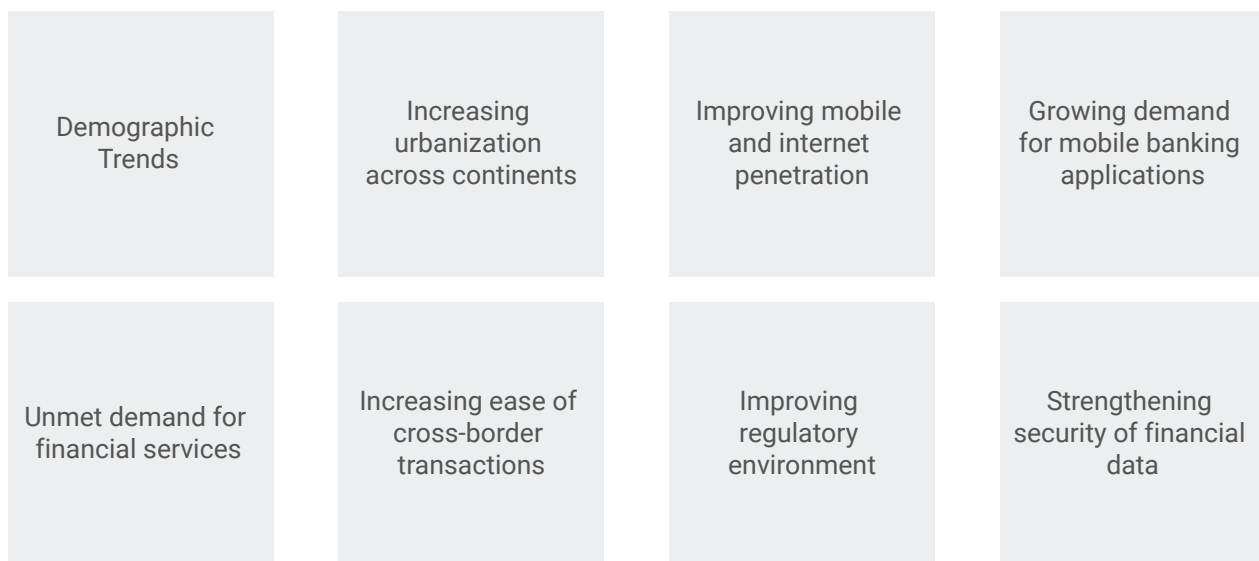 Demographic
Trends
Increasing
urbanization
across continents
Improving mobile
and internet
penetration
Growing demand
for mobile banking
applications
Unmet demand for
financial services
Increasing ease of
cross-border
transactions
Improving
regulatory
environment
Strengthening
security of financial
data